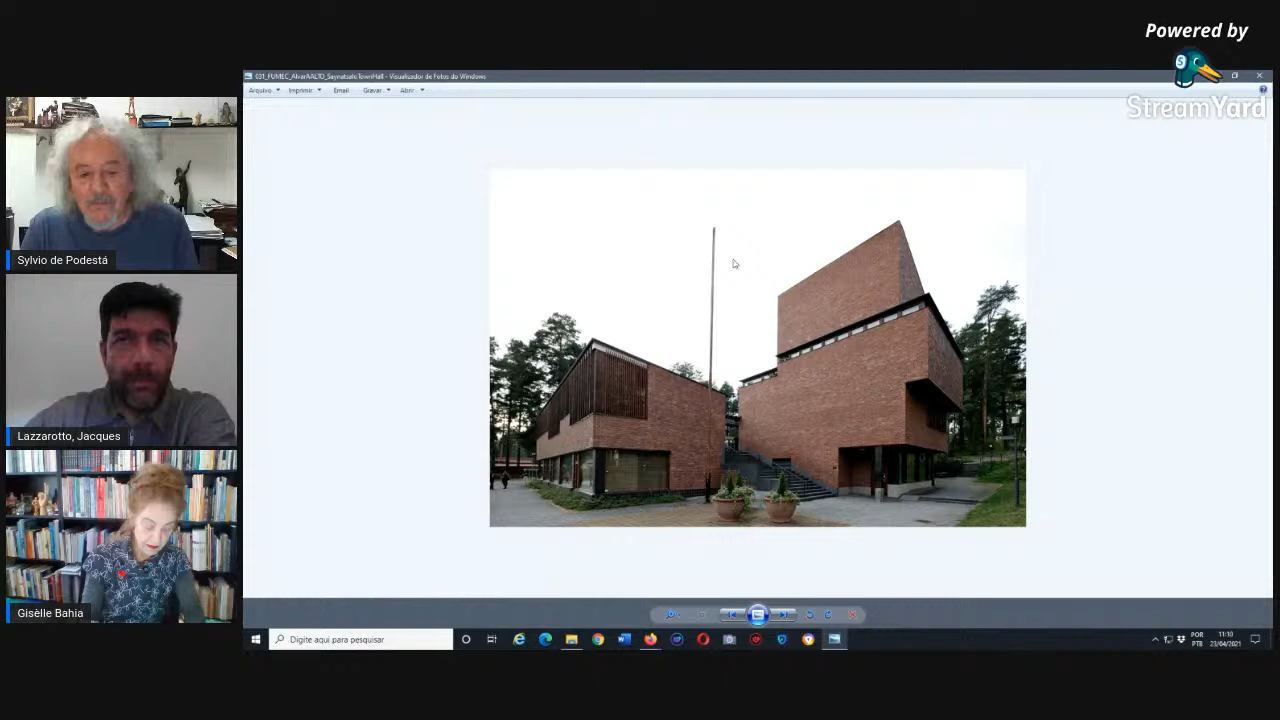 Powered by
StreamYard
031_FUMEC_AlvarAALTO_SaynatsaloTownHall - Visualizador de Fotos do Windows
Arquivo Imprimir Email Gravar Abrir
Sylvio de Podestá
Lazzarotto, Jacques
Gisèlle Bahia
Digite aqui para pesquisar
POR
PTB
11:10
23/04/2021